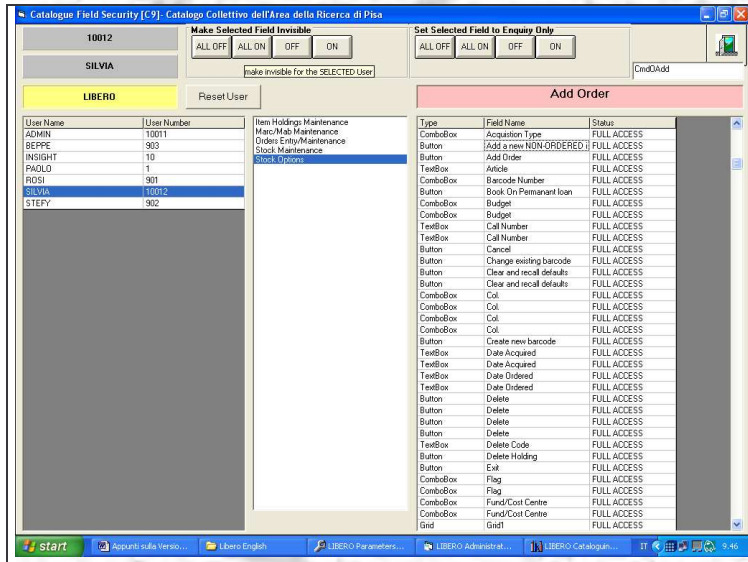 Catalogue Field Security [C9]- Catalogo Collettivo dell'Area della Ricerca di Pisa
10012
SILVIA
Make Selected Field Invisible
ALL OFF ALL ON OFF ON
make invisible for the SELECTED User
Set Selected Field to Enquiry Only
ALL OFF ALL ON OFF ON
CmdOAdd
LIBERO
Reset User
Add Order
User Name User Number
ADMIN 10011
BEPPE 903
INSIGHT 10
PAOLO 1
ROSI 901
SILVIA 10012
STEFY 902
Item Holdings Maintenance
Marc/Mab Maintenance
Orders Entry/Maintenance
Stock Maintenance
Stock Options
Type Field Name Status
ComboBox Acquistion Type FULL ACCESS
Button Add a new NON-ORDERED i FULL ACCESS
Button Add Order FULL ACCESS
TextBox Article FULL ACCESS
ComboBox Barcode Number FULL ACCESS
Button Book On Permanant loan FULL ACCESS
ComboBox Budget FULL ACCESS
ComboBox Budget FULL ACCESS
TextBox Call Number FULL ACCESS
TextBox Call Number FULL ACCESS
Button Cancel FULL ACCESS
Button Change existing barcode FULL ACCESS
Button Clear and recall defaults FULL ACCESS
Button Clear and recall defaults FULL ACCESS
ComboBox Col. FULL ACCESS
ComboBox Col. FULL ACCESS
ComboBox Col. FULL ACCESS
ComboBox Col. FULL ACCESS
Button Create new barcode FULL ACCESS
TextBox Date Acquired FULL ACCESS
TextBox Date Acquired FULL ACCESS
TextBox Date Ordered FULL ACCESS
TextBox Date Ordered FULL ACCESS
Button Delete FULL ACCESS
Button Delete FULL ACCESS
Button Delete FULL ACCESS
Button Delete FULL ACCESS
TextBox Delete Code FULL ACCESS
Button Delete Holding FULL ACCESS
Button Exit FULL ACCESS
ComboBox Flag FULL ACCESS
ComboBox Flag FULL ACCESS
ComboBox Fund/Cost Centre FULL ACCESS
ComboBox Fund/Cost Centre FULL ACCESS
Grid Grid1 FULL ACCESS
start Appunti sulla Versio... Libero English LIBERO Parameters... LIBERO Administrat... LIBERO Cataloguin... IT 9.46